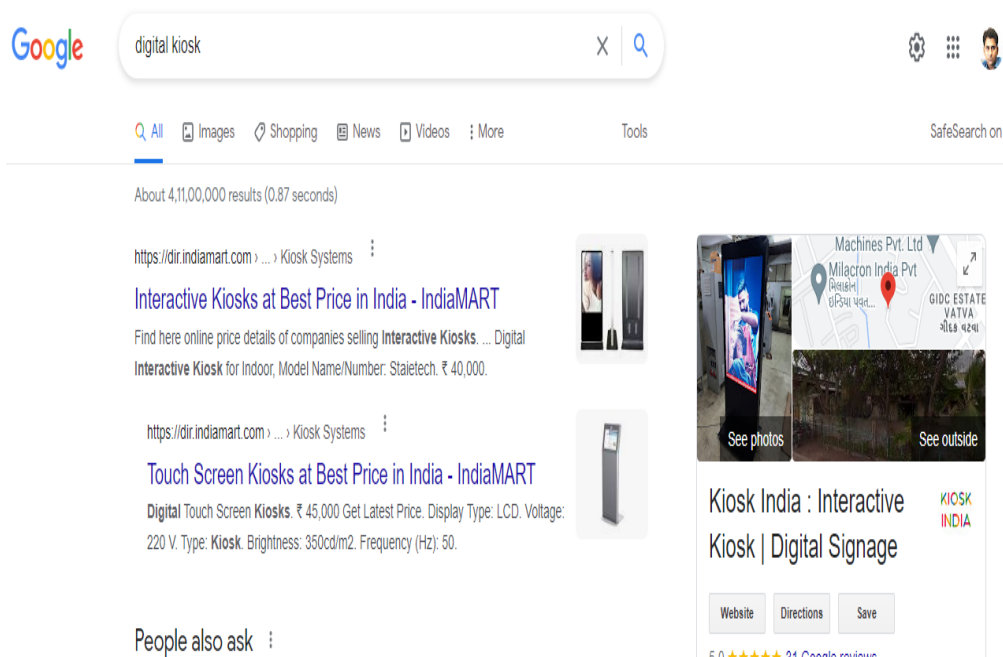 Google
digital kiosk
All
Images
Shopping
News
Videos
More
Tools
SafeSearch on
About 4,11,00,000 results (0.87 seconds)
https://dir.indiamart.com › ... › Kiosk Systems
Interactive Kiosks at Best Price in India - IndiaMART
Find here online price details of companies selling Interactive Kiosks. ... Digital
Interactive Kiosk for Indoor, Model Name/Number: Staietech. ₹ 40,000.
https://dir.indiamart.com › ... › Kiosk Systems
Touch Screen Kiosks at Best Price in India - IndiaMART
Digital Touch Screen Kiosks. ₹ 45,000 Get Latest Price. Display Type: LCD. Voltage:
220 V. Type: Kiosk. Brightness: 350cd/m2. Frequency (Hz): 50.
People also ask
Machines Pvt. Ltd
Milacron India Pvt
GIDC ESTATE
VATVA
See photos
See outside
Kiosk India : Interactive
Kiosk | Digital Signage
KIOSK
INDIA
Website
Directions
Save
5.0
31 Google reviews